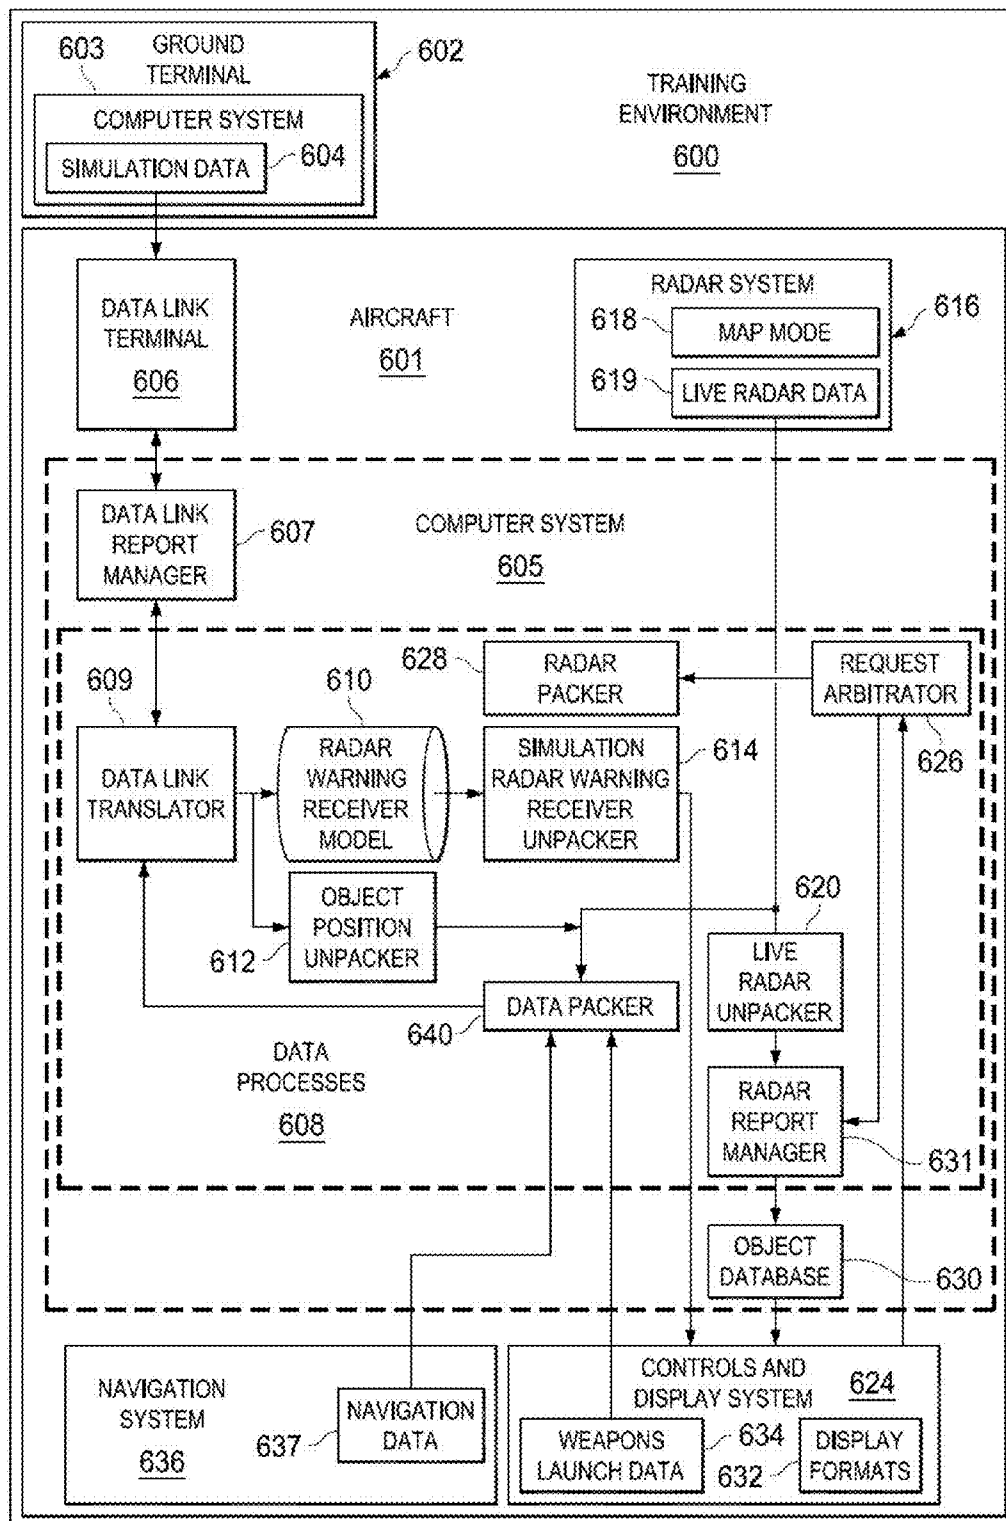 603
GROUND
TERMINAL
602
COMPUTER SYSTEM
SIMULATION DATA
604
TRAINING
ENVIRONMENT
600
DATA LINK
TERMINAL
606
AIRCRAFT
601
RADAR SYSTEM
618
MAP MODE
616
619
LIVE RADAR DATA
DATA LINK
REPORT
MANAGER
607
COMPUTER SYSTEM
605
628
RADAR
PACKER
REQUEST
ARBITRATOR
626
609
DATA LINK
TRANSLATOR
610
RADAR
WARNING
RECEIVER
MODEL
SIMULATION
RADAR WARNING
RECEIVER
UNPACKER
614
OBJECT
POSITION
UNPACKER
612
620
LIVE
RADAR
UNPACKER
DATA PACKER
640
DATA
PROCESSES
608
RADAR
REPORT
MANAGER
631
OBJECT
DATABASE
630
NAVIGATION
SYSTEM
636
637
NAVIGATION
DATA
CONTROLS AND
DISPLAY SYSTEM
624
WEAPONS
LAUNCH DATA
634
632
DISPLAY
FORMATS